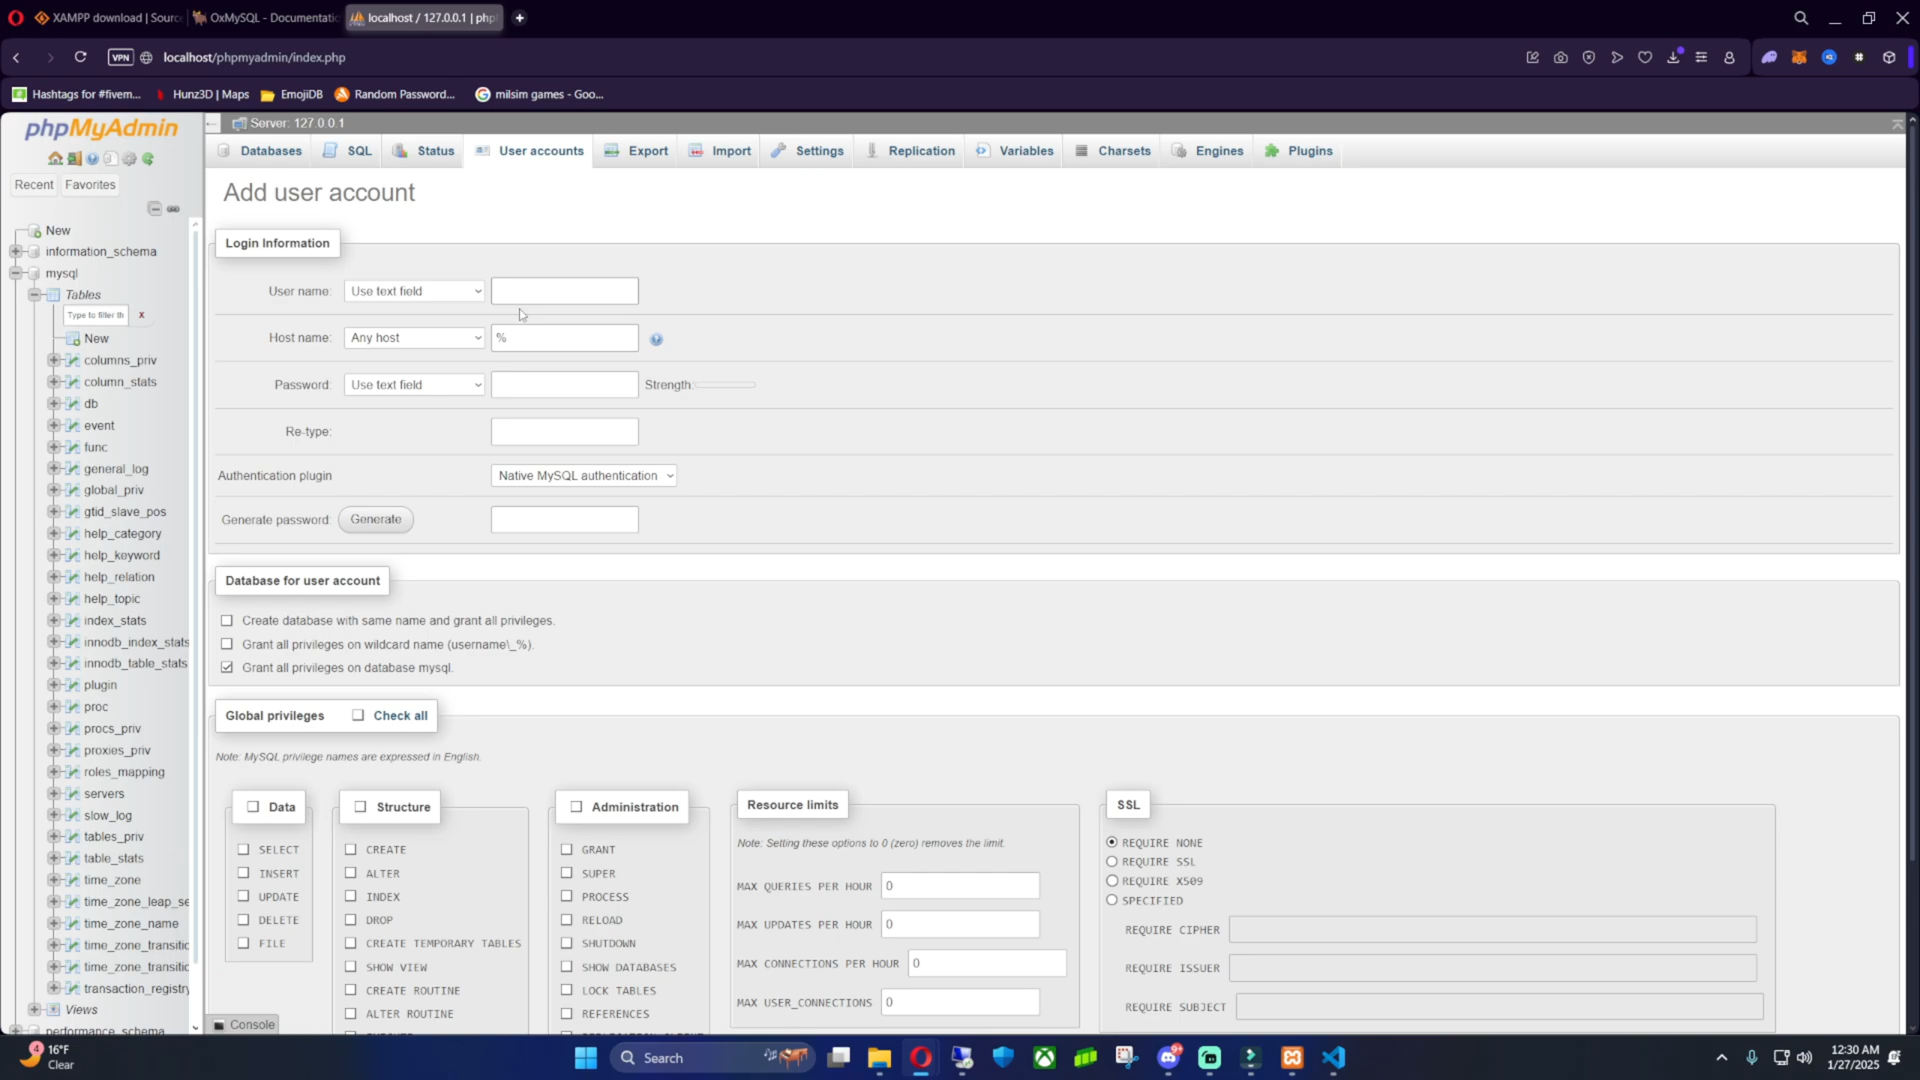 XAMPP download | Sourc
OxMySQL - Documentatio
localhost / 127.0.0.1 | php
VPN
localhost/phpmyadmin/index.php
Hashtags for #fivem...
Hunz3D | Maps
EmojiDB
Random Password...
milsim games - Goo...
phpMyAdmin
Recent
Favorites
New
information_schema
mysql
Tables
Type to filter th
X
New
columns_priv
column_stats
db
event
func
general_log
global_priv
gtid_slave_pos
help_category
help_keyword
help_relation
help_topic
index_stats
innodb_index_stats
innodb_table_stats
plugin
proc
procs_priv
proxies_priv
roles_mapping
servers
slow_log
tables_priv
table_stats
time_zone
time_zone_leap_se
time_zone_name
time_zone_transitio
time_zone_transitio
transaction_registry
Views
performance_schema
Server: 127.0.0.1
Databases
SQL
Status
User accounts
Export
Import
Settings
Replication
Variables
Charsets
Engines
Plugins
Add user account
Login Information
User name:
Use text field
Host name:
Any host
%
Password:
Use text field
Strength:
Re-type:
Authentication plugin
Native MySQL authentication
Generate password:
Generate
Database for user account
Create database with same name and grant all privileges.
Grant all privileges on wildcard name (username\_%).
Grant all privileges on database mysql.
Global privileges
Check all
Note: MySQL privilege names are expressed in English.
Data
SELECT
INSERT
UPDATE
DELETE
FILE
Structure
CREATE
ALTER
INDEX
DROP
CREATE TEMPORARY TABLES
SHOW VIEW
CREATE ROUTINE
ALTER ROUTINE
Administration
GRANT
SUPER
PROCESS
RELOAD
SHUTDOWN
SHOW DATABASES
LOCK TABLES
REFERENCES
Resource limits
Note: Setting these options to 0 (zero) removes the limit.
MAX QUERIES PER HOUR
0
MAX UPDATES PER HOUR
0
MAX CONNECTIONS PER HOUR
0
MAX USER_CONNECTIONS
0
SSL
REQUIRE NONE
REQUIRE SSL
REQUIRE X509
SPECIFIED
REQUIRE CIPHER
REQUIRE ISSUER
REQUIRE SUBJECT
Console
4
16°F
Clear
Search
12:30 AM
1/27/2025